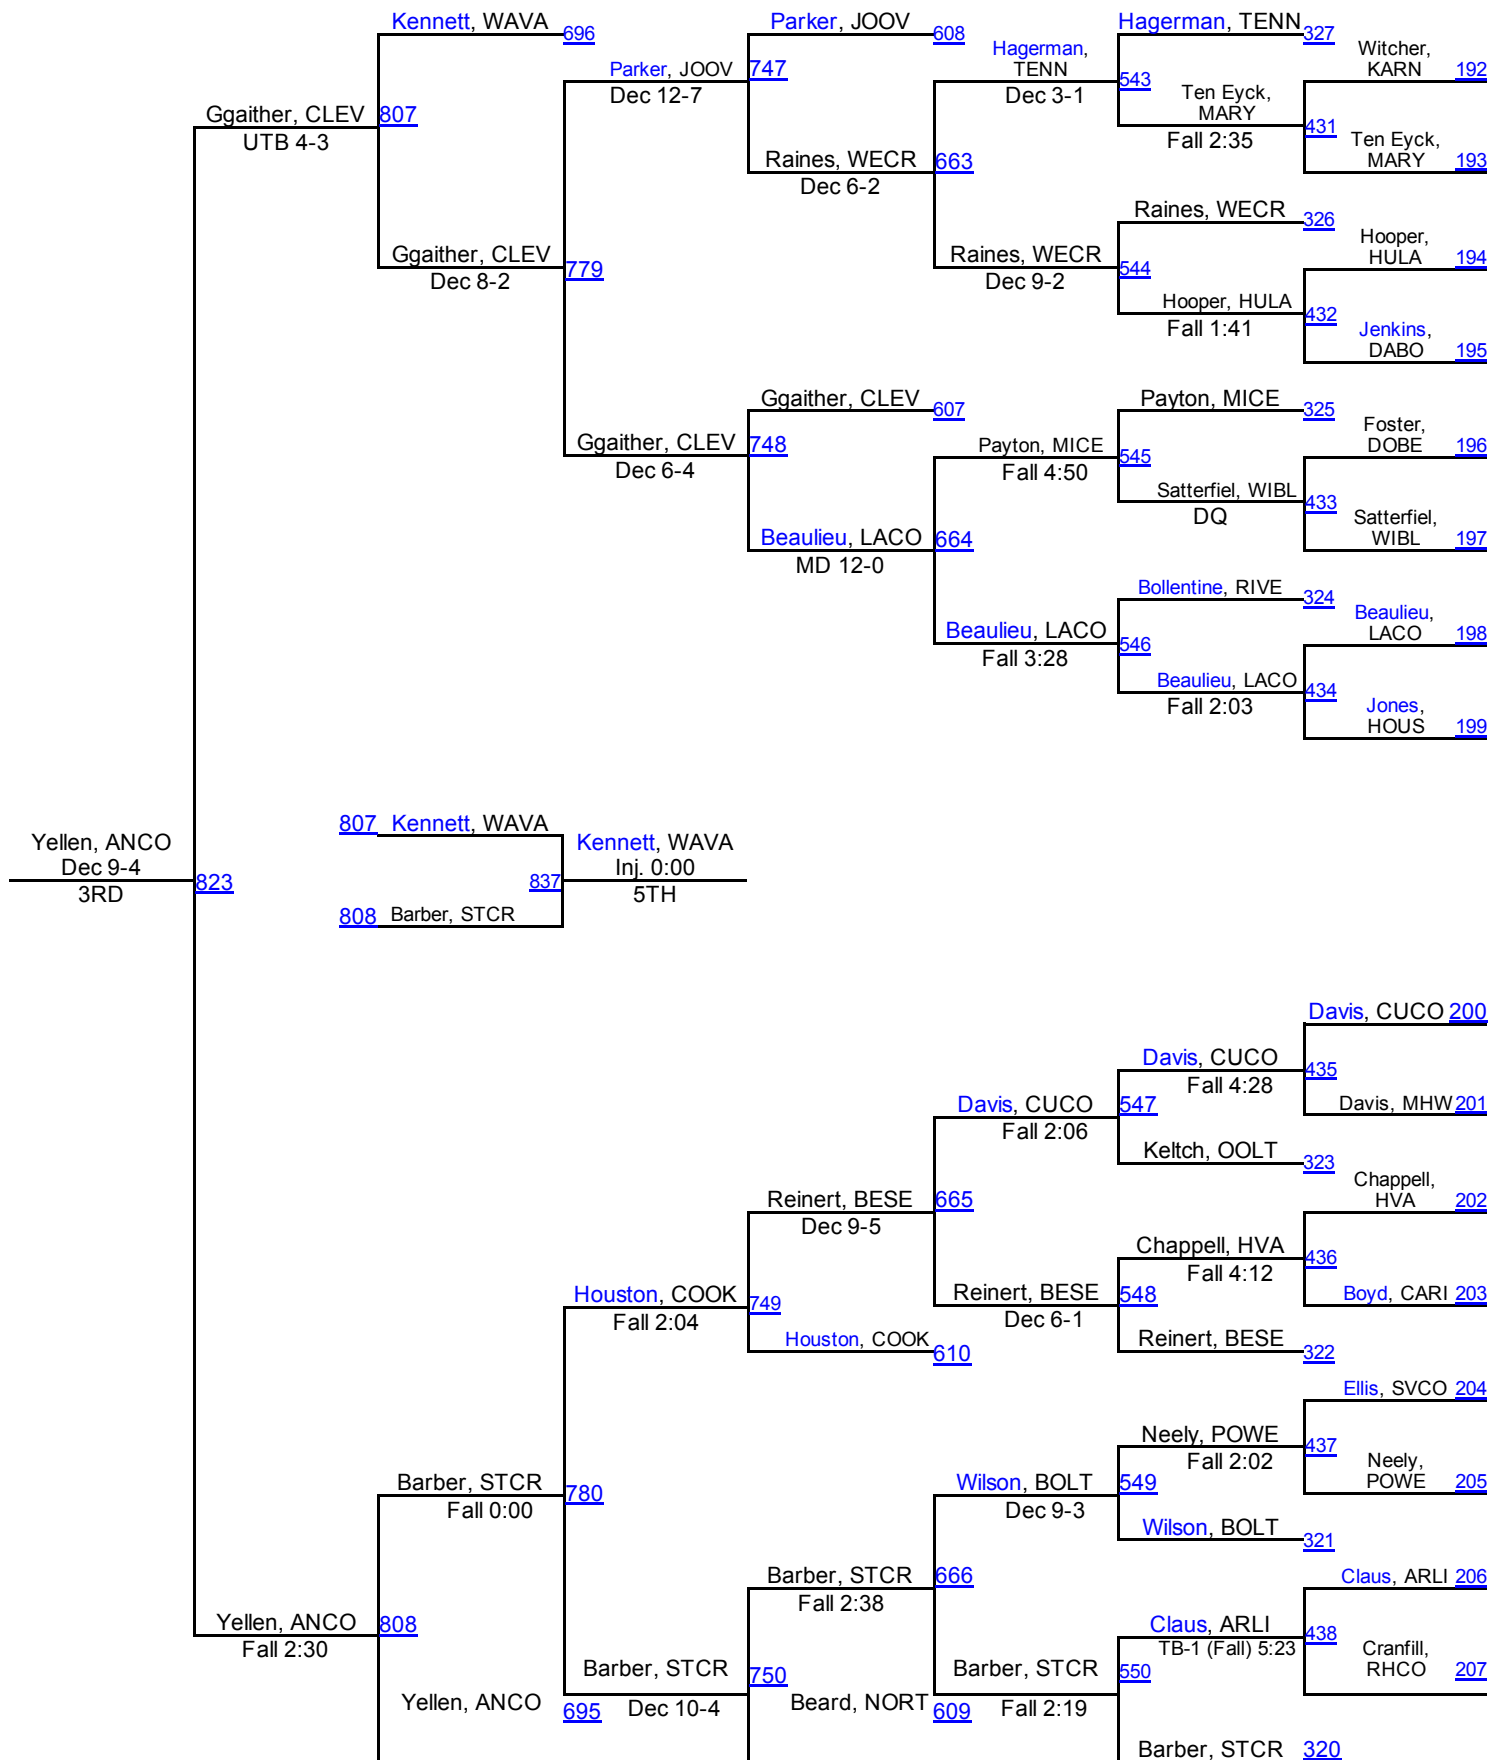 Kennett, WAVA 696
Parker, JOOV 608
Hagerman, TENN 327
Hagerman,
TENN
Dec 3-1
Witcher,
KARN 192
Parker, JOOV 747
Dec 12-7
543
Ten Eyck,
MARY
Fall 2:35
Ggaither, CLEV 807
UTB 4-3
431
Ten Eyck,
MARY 193
Raines, WECR 663
Dec 6-2
Raines, WECR 326
Hooper,
HULA 194
Ggaither, CLEV 779
Dec 8-2
Raines, WECR 544
Dec 9-2
Hooper, HULA 432
Fall 1:41
Jenkins,
DABO 195
Ggaither, CLEV 607
Payton, MICE 325
Foster,
DOBE 196
Ggaither, CLEV 748
Dec 6-4
Payton, MICE 545
Fall 4:50
Satterfiel, WIBL 433
DQ
Satterfiel,
WIBL 197
Beaulieu, LACO 664
MD 12-0
Bollentine, RIVE 324
Beaulieu,
LACO 198
Beaulieu, LACO 546
Fall 3:28
Beaulieu, LACO 434
Fall 2:03
Jones,
HOUS 199
807 Kennett, WAVA
Yellen, ANCO
Dec 9-4
3RD
823
837
Kennett, WAVA
Inj. 0:00
5TH
808 Barber, STCR
Davis, CUCO 200
Davis, CUCO 435
Fall 4:28
Davis, CUCO 547
Fall 2:06
Davis, MHW 201
Keltch, OOLT 323
Chappell,
HVA 202
Reinert, BESE 665
Dec 9-5
Chappell, HVA 436
Fall 4:12
Houston, COOK 749
Fall 2:04
Reinert, BESE 548
Dec 6-1
Boyd, CARI 203
Houston, COOK 610
Reinert, BESE 322
Ellis, SVCO 204
Neely, POWE 437
Fall 2:02
Neely,
POWE 205
Barber, STCR 780
Fall 0:00
Wilson, BOLT 549
Dec 9-3
Wilson, BOLT 321
Barber, STCR 666
Fall 2:38
Claus, ARLI 206
Yellen, ANCO 808
Fall 2:30
Claus, ARLI 438
TB-1 (Fall) 5:23
Cranfill,
RHCO 207
Barber, STCR 750
Dec 10-4
Barber, STCR 550
Fall 2:19
Yellen, ANCO 695
Beard, NORT 609
Barber, STCR 320